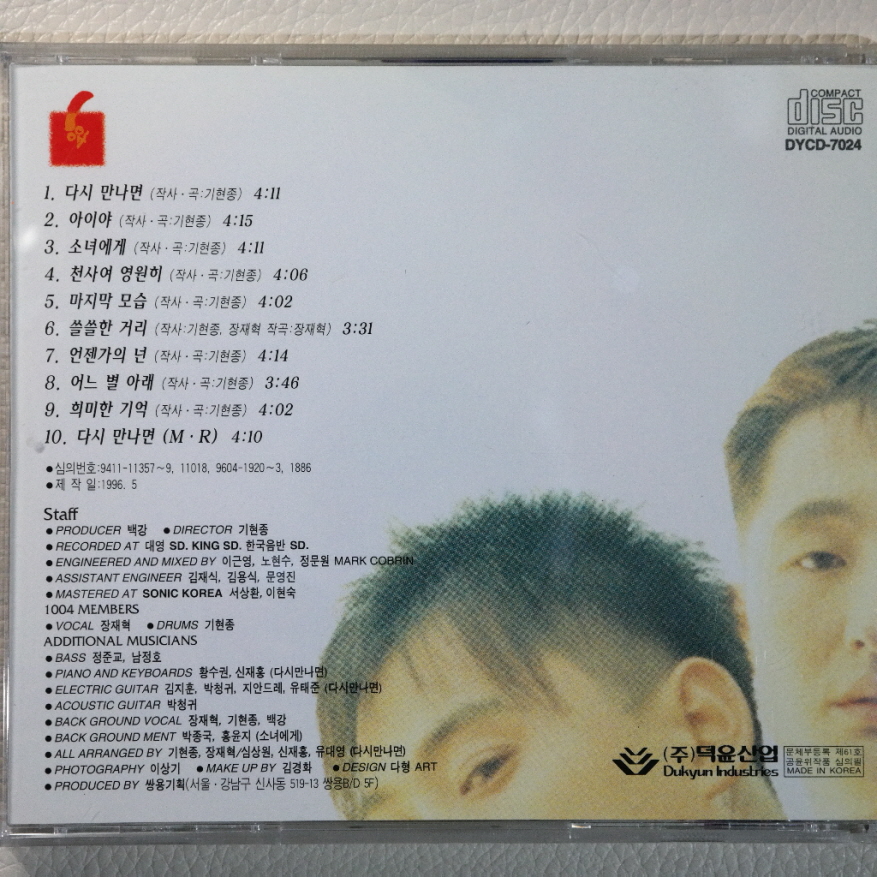 COMPACT
disc
DIGITAL AUDIO
DYCD-7024
1. 다시 만나면 (작사·곡:기현종) 4:11
2. 아이야 (작사·곡:기현종) 4:15
3. 소녀에게 (작사·곡:기현종) 4:11
4. 천사여 영원히 (작사·곡:기현종) 4:06
5. 마지막 모습 (작사·곡:기현종) 4:02
6. 쓸쓸한 거리 (작사:기현종, 장재혁 작곡:장재혁) 3:31
7. 언젠가의 넌 (작사·곡:기현종) 4:14
8. 어느 별 아래 (작사·곡:기현종) 3:46
9. 희미한 기억 (작사·곡:기현종) 4:02
10. 다시 만나면 (M·R) 4:10
●심의번호:9411-11357~9, 11018, 9604-1920~3, 1886
●제 작 일:1996. 5
Staff
●PRODUCER 백강 ●DIRECTOR 기현종
●RECORDED AT 대영 SD. KING SD. 한국음반 SD.
●ENGINEERED AND MIXED BY 이근영, 노현수, 정문원 MARK COBRIN
●ASSISTANT ENGINEER 김재식, 김용식, 문영진
●MASTERED AT SONIC KOREA 서상환, 이현숙
1004 MEMBERS
●VOCAL 장재혁 ●DRUMS 기현종
ADDITIONAL MUSICIANS
●BASS 정준교, 남정호
●PIANO AND KEYBOARDS 황수권, 신재홍 (다시만나면)
●ELECTRIC GUITAR 김지훈, 박청귀, 지안드레, 유태준 (다시만나면)
●ACOUSTIC GUITAR 박청귀
●BACK GROUND VOCAL 장재혁, 기현종, 백강
●BACK GROUND MENT 박종국, 홍윤지 (소녀에게)
●ALL ARRANGED BY 기현종, 장재혁/심상원, 신재홍, 유대영 (다시만나면)
●PHOTOGRAPHY 이상기 ●MAKE UP BY 김경화 ●DESIGN 다형 ART
●PRODUCED BY 쌍용기획(서울·강남구 신사동 519-13 쌍용B/D 5F)
(주)덕윤산업
Dukyun Industries
문체부등록 제61호
공윤위작품 심의필
MADE IN KOREA